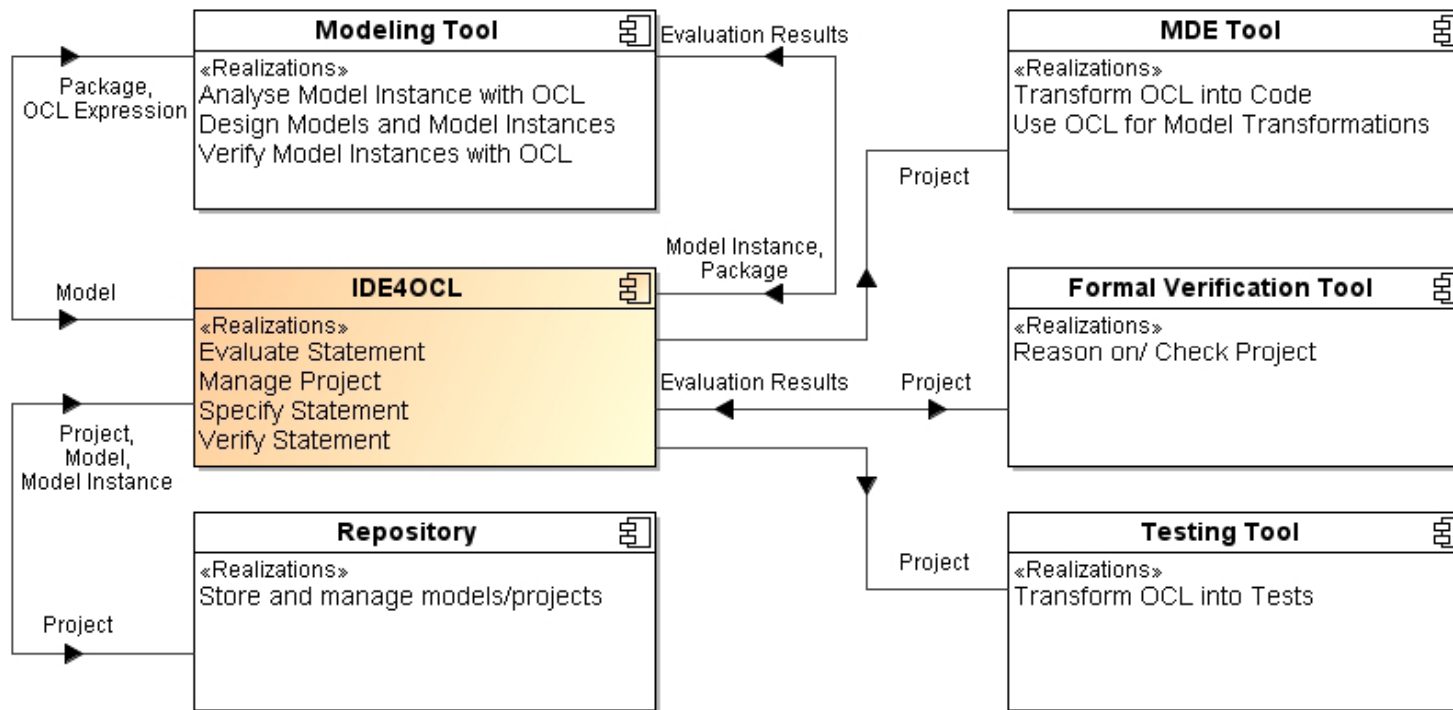 Modeling Tool
«Realizations»
Analyse Model Instance with OCL
Design Models and Model Instances
Verify Model Instances with OCL
Package,
OCL Expression
Evaluation Results
MDE Tool
«Realizations»
Transform OCL into Code
Use OCL for Model Transformations
Project
Model Instance,
Package
Model
IDE4OCL
«Realizations»
Evaluate Statement
Manage Project
Specify Statement
Verify Statement
Evaluation Results
Project
Formal Verification Tool
«Realizations»
Reason on/ Check Project
Project,
Model,
Model Instance
Project
Repository
«Realizations»
Store and manage models/projects
Project
Testing Tool
«Realizations»
Transform OCL into Tests